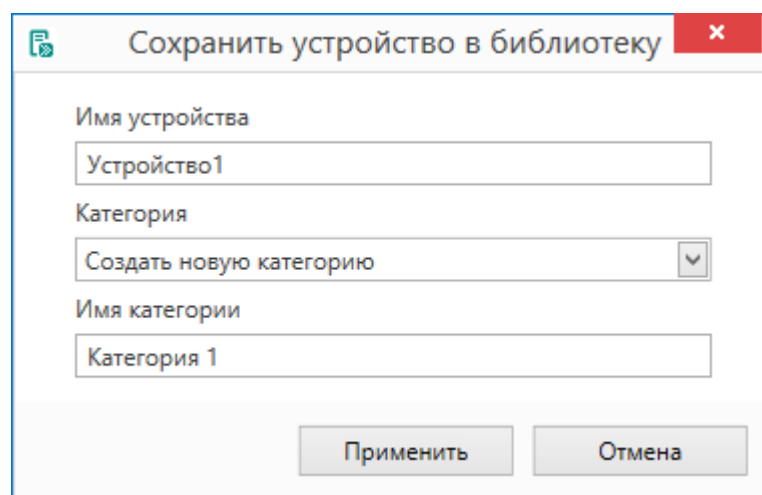 Сохранить устройство в библиотеку
Имя устройства
Устройство1
Категория
Создать новую категорию
Имя категории
Категория 1
Применить Отмена